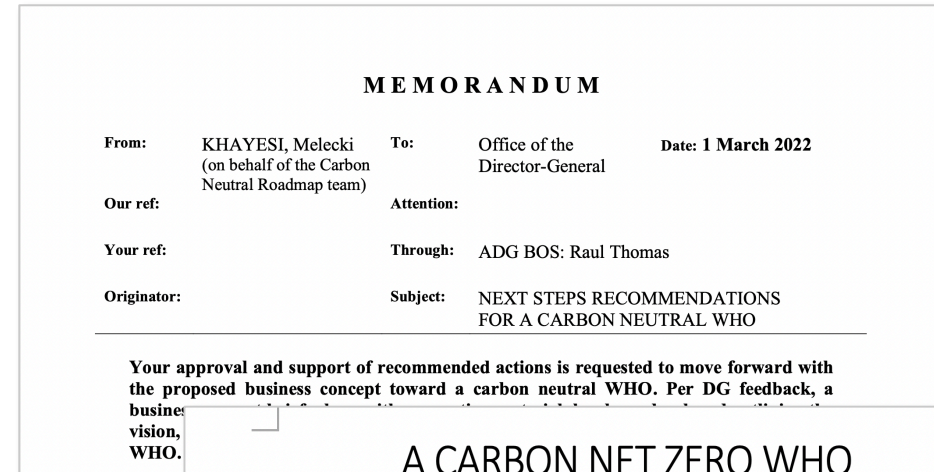 MEMORANDUM
From: KHAYESI, Melecki To: Office of the Date: 1 March 2022
(on behalf of the Carbon Director-General
Neutral Roadmap team)
Our ref: Attention:
Your ref: Through: ADG BOS: Raul Thomas
Originator: Subject: NEXT STEPS RECOMMENDATIONS
FOR A CARBON NEUTRAL WHO
Your approval and support of recommended actions is requested to move forward with
the proposed business concept toward a carbon neutral WHO. Per DG feedback, a
vision,
WHO.
A CARBON NET ZERO WHO